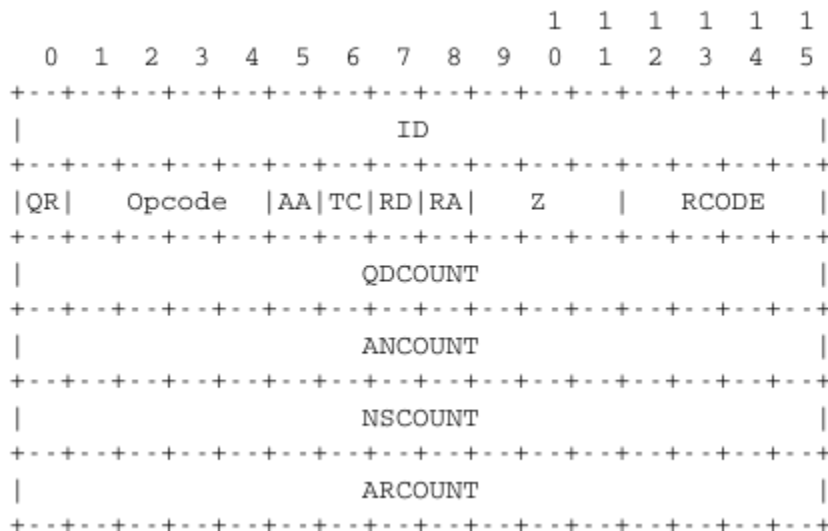 1 1 1 1 1 1
0 1 2 3 4 5 6 7 8 9 0 1 2 3 4 5
+--+--+--+--+--+--+--+--+--+--+--+--+--+--+--+--+
| ID |
+--+--+--+--+--+--+--+--+--+--+--+--+--+--+--+--+
|QR| Opcode |AA|TC|RD|RA| Z | RCODE |
+--+--+--+--+--+--+--+--+--+--+--+--+--+--+--+--+
| QDCOUNT |
+--+--+--+--+--+--+--+--+--+--+--+--+--+--+--+--+
| ANCOUNT |
+--+--+--+--+--+--+--+--+--+--+--+--+--+--+--+--+
| NSCOUNT |
+--+--+--+--+--+--+--+--+--+--+--+--+--+--+--+--+
| ARCOUNT |
+--+--+--+--+--+--+--+--+--+--+--+--+--+--+--+--+